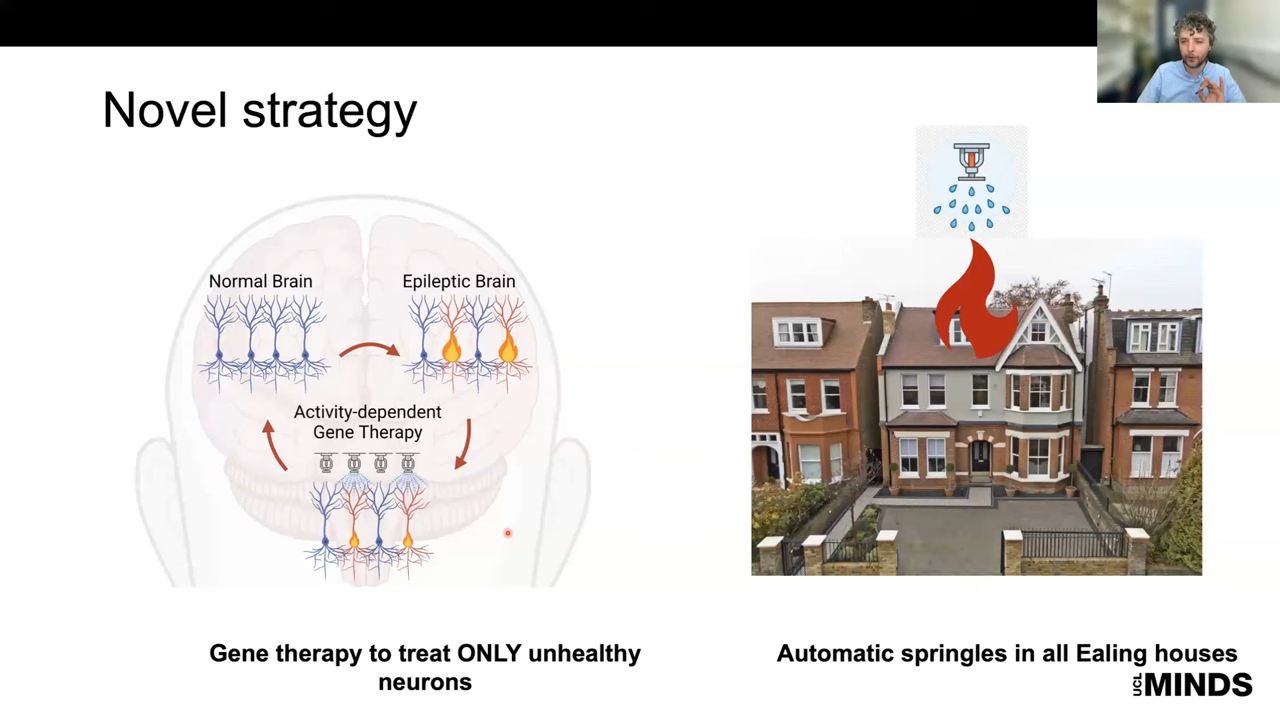 Novel strategy
Normal Brain
Epileptic Brain
Activity-dependent
Gene Therapy
Gene therapy to treat ONLY unhealthy
neurons
Automatic springles in all Ealing houses
UCL MINDS